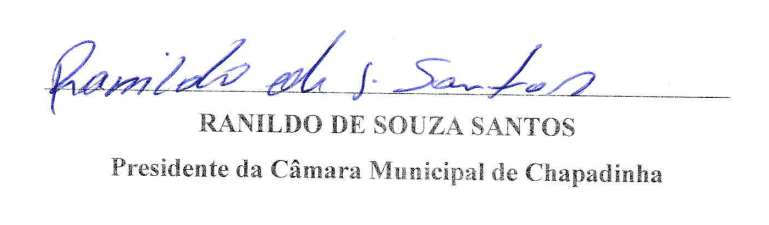 Ranildo de S. Santos
RANILDO DE SOUZA SANTOS
Presidente da Câmara Municipal de Chapadinha